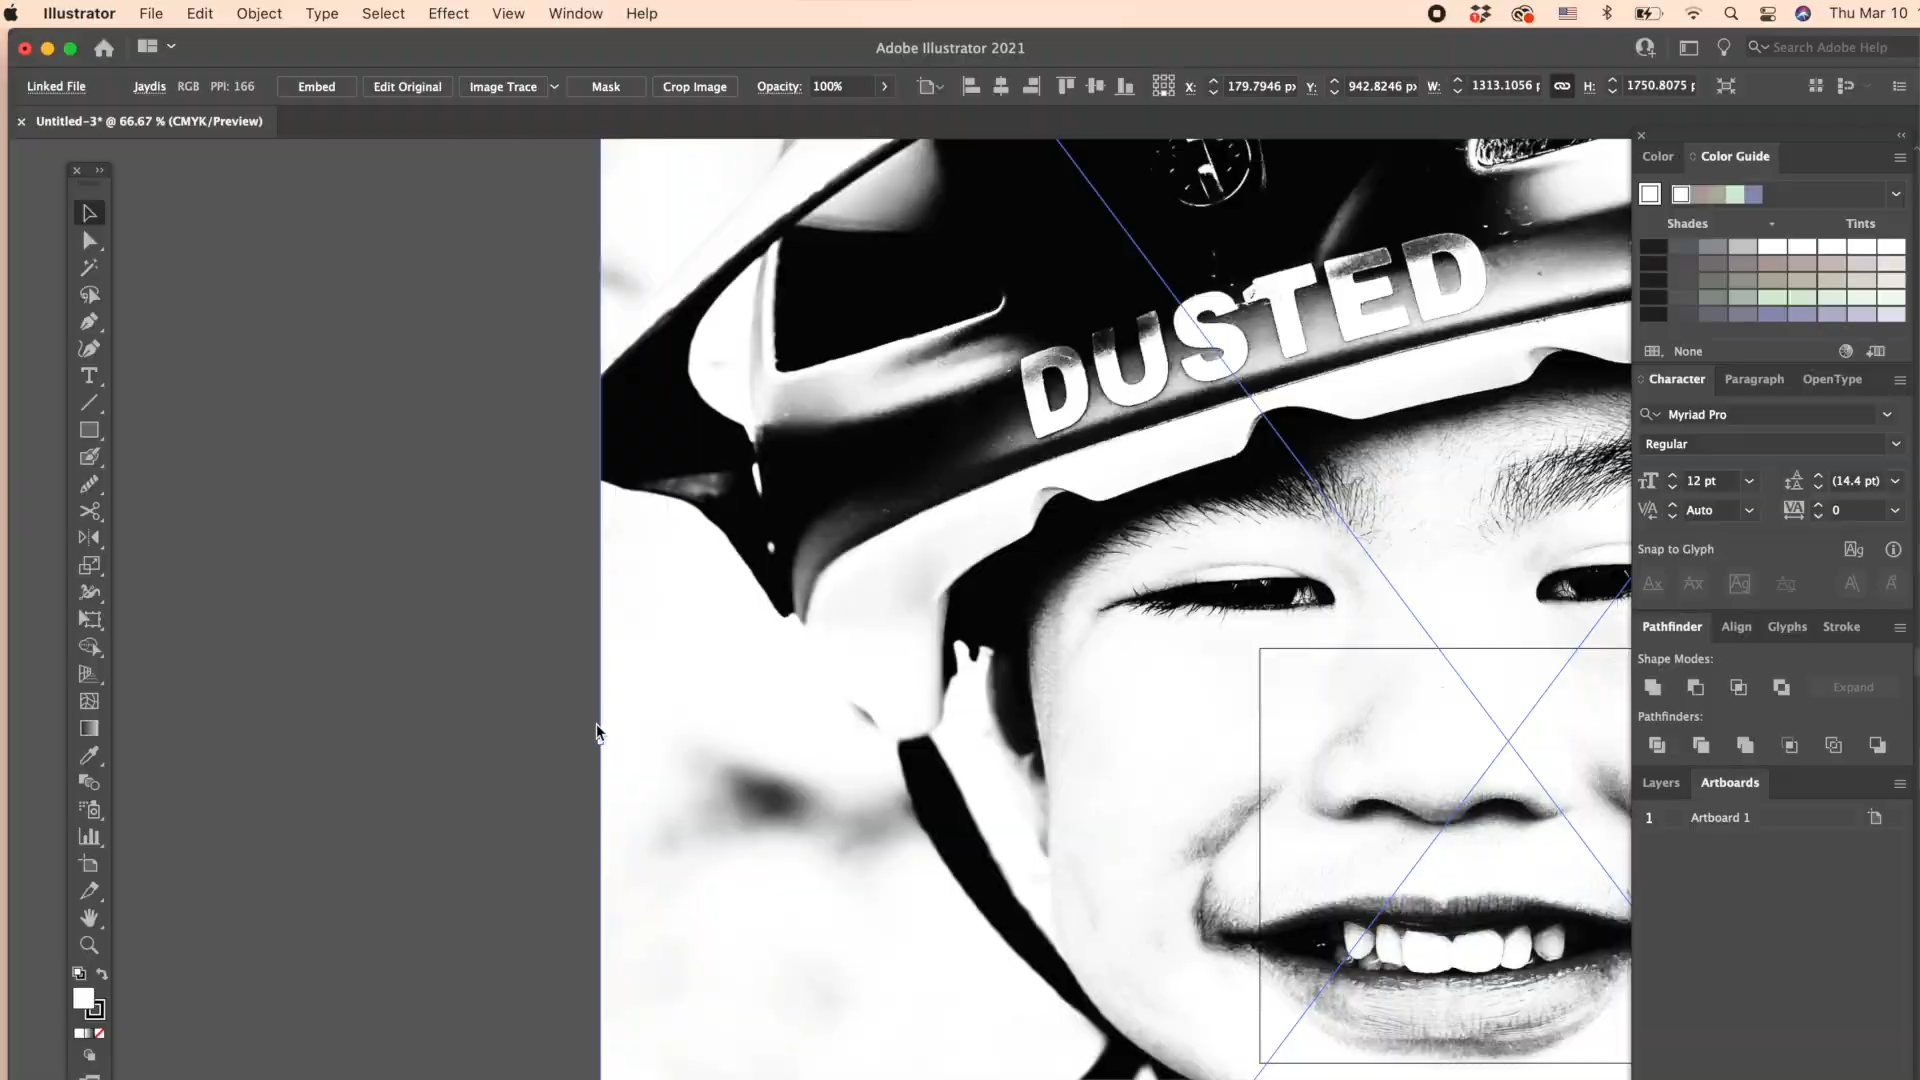 Illustrator File Edit Object Type Select Effect View Window Help
Thu Mar 10
Adobe Illustrator 2021
Search Adobe Help
Linked File Jaydis RGB PPI: 166 Embed Edit Original Image Trace Mask Crop Image Opacity: 100% X: 179.7946 px Y: 942.8246 px W: 1313.1056 p H: 1750.8075 p
Untitled-3* @ 66.67 % (CMYK/Preview)
Color Color Guide
Shades Tints
None
Character Paragraph OpenType
Myriad Pro
Regular
12 pt (14.4 pt)
Auto 0
Snap to Glyph
Pathfinder Align Glyphs Stroke
Shape Modes:
Expand
Pathfinders:
Layers Artboards
1 Artboard 1
DUSTED